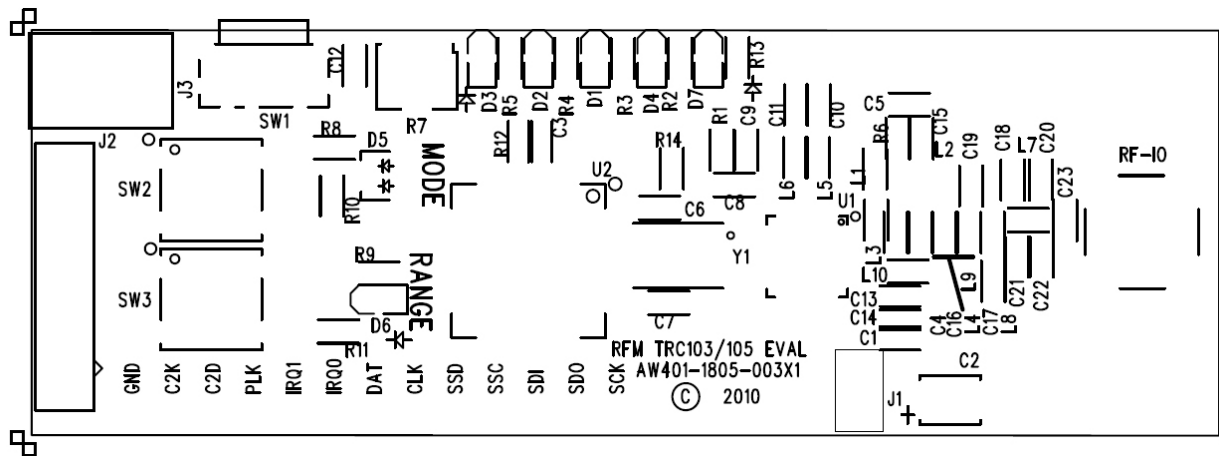 J3
C12
SW1
R7
D3
R5
D2
R4
D1
R3
D4
R2
D7
R13
R1
C9
C11
C10
C5
R6
C15
L2
C19
C18
L7
C20
C23
RF-IO
J2
R8
D5
MODE
R12
C3
U2
R14
L6
L5
L1
U1
SW2
R10
C6
C8
Y1
L3
L10
L9
SW3
R9
RANGE
D6
R11
C7
C13
C14
C1
C4
C16
L4
C17
L8
C21
C22
GND
C2K
C2D
PLK
IRQ1
IRQ0
DAT
CLK
SSD
SSC
SDI
SDO
SCK
RFM TRC103/105 EVAL
AW401-1805-003X1
© 2010
J1
+
C2